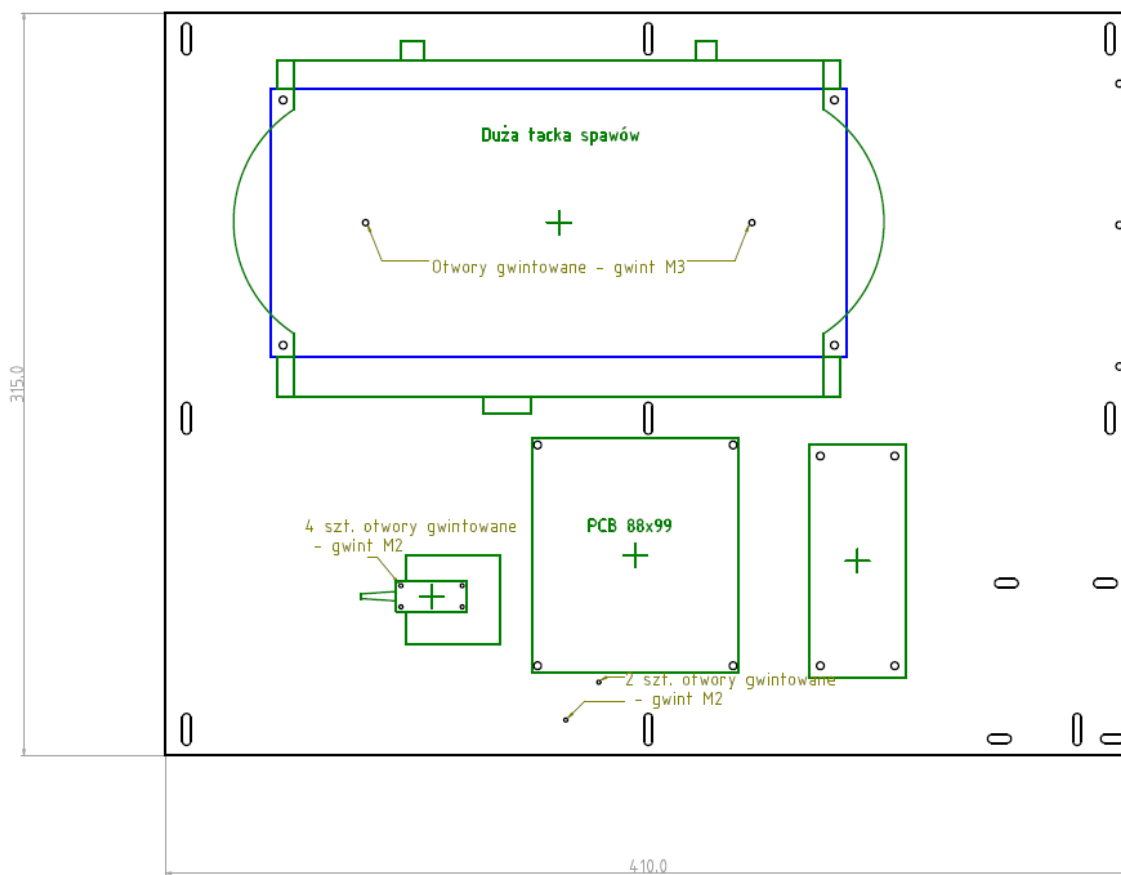 Duża tacka spawów
Otwory gwintowane - gwint M3
315.0
4 szt. otwory gwintowane
- gwint M2
PCB 88x99
2 szt. otwory gwintowane
- gwint M2
410.0